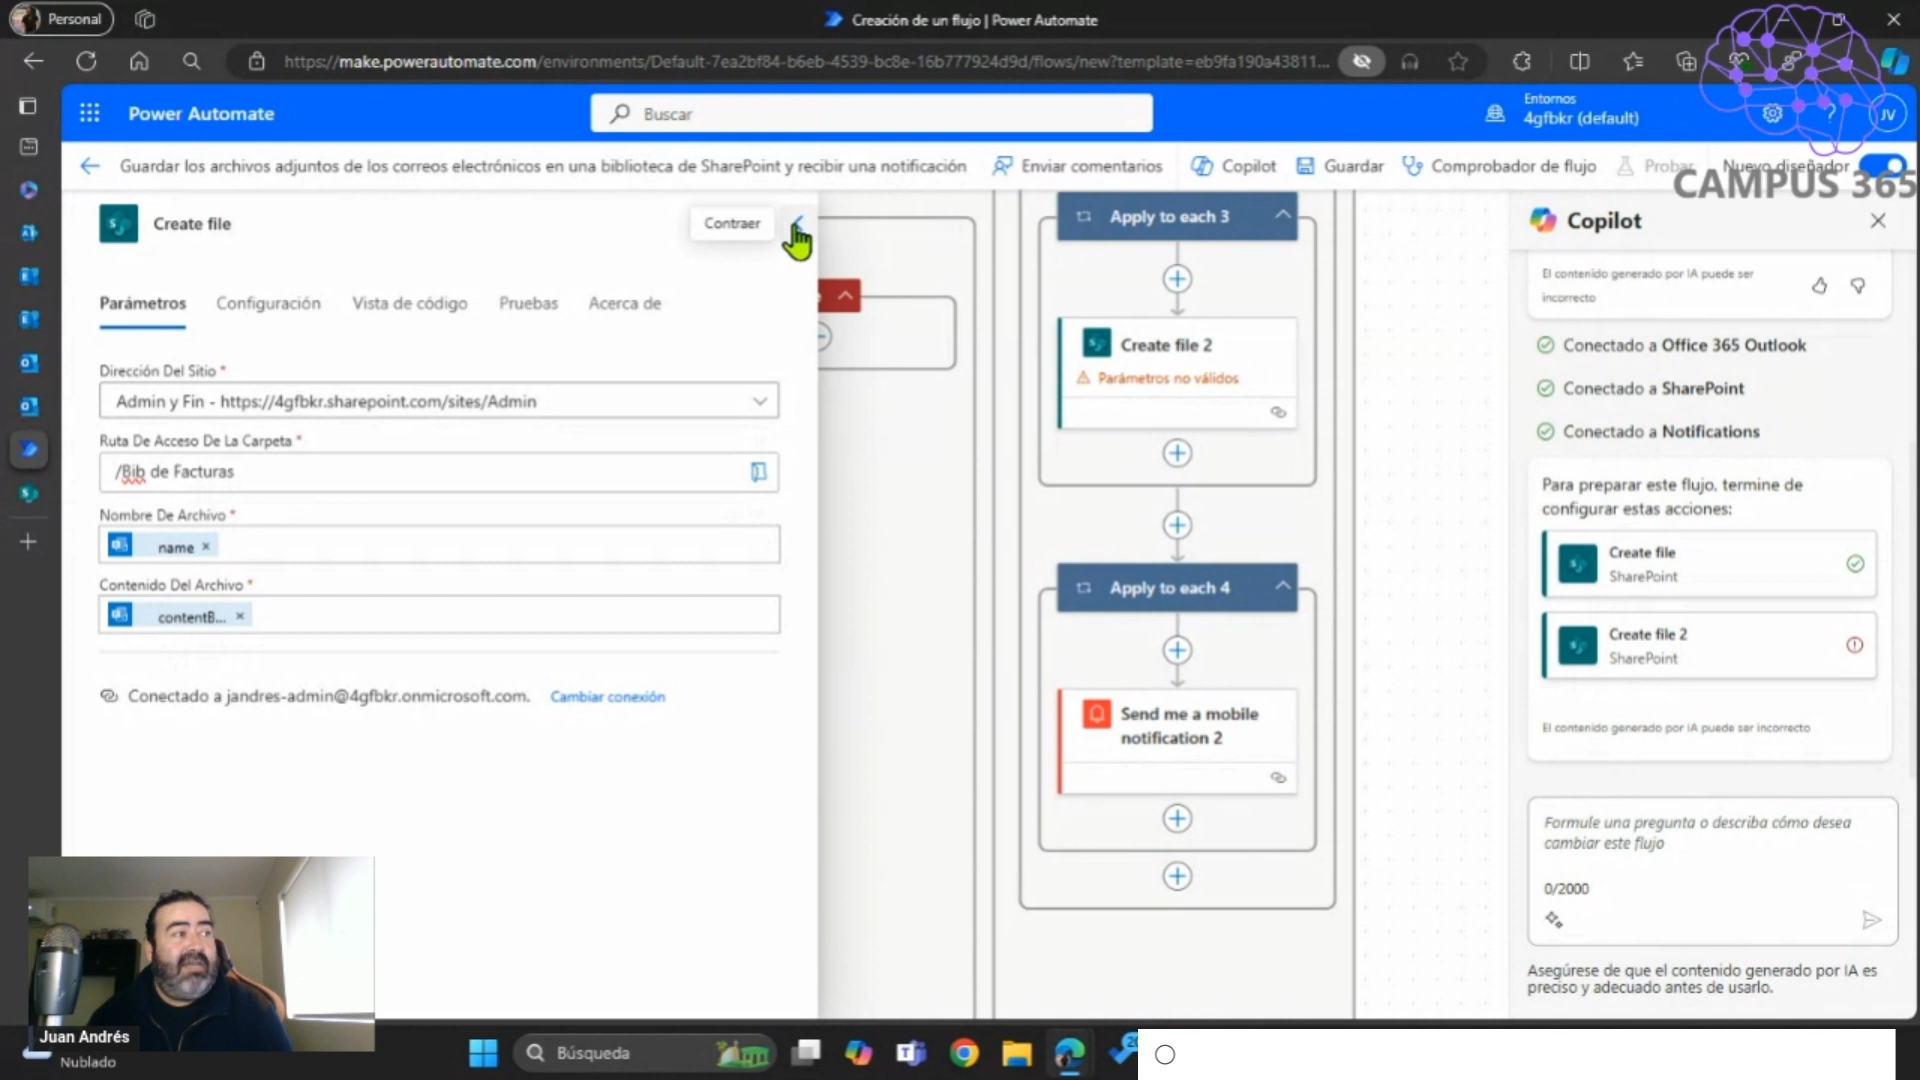 Personal
Creación de un flujo | Power Automate
https://make.powerautomate.com/environments/Default-7ea2bf84-b6eb-4539-bc8e-16b777924d9d/flows/new?template=eb9fa190a43811...
Power Automate
Buscar
Entornos
4gfbkr (default)
JV
Guardar los archivos adjuntos de los correos electrónicos en una biblioteca de SharePoint y recibir una notificación
Enviar comentarios
Copilot
Guardar
Comprobador de flujo
Probar
Nuevo diseñador
CAMPUS 365
Create file
Contraer
Parámetros
Configuración
Vista de código
Pruebas
Acerca de
Dirección Del Sitio *
Admin y Fin - https://4gfbkr.sharepoint.com/sites/Admin
Ruta De Acceso De La Carpeta *
/Bib de Facturas
Nombre De Archivo *
name ×
Contenido Del Archivo *
contentB... ×
Conectado a jandres-admin@4gfbkr.onmicrosoft.com.
Cambiar conexión
Apply to each 3
Create file 2
Parámetros no válidos
Apply to each 4
Send me a mobile
notification 2
Copilot
El contenido generado por IA puede ser
incorrecto
Conectado a Office 365 Outlook
Conectado a SharePoint
Conectado a Notifications
Para preparar este flujo, termine de
configurar estas acciones:
Create file
SharePoint
Create file 2
SharePoint
El contenido generado por IA puede ser incorrecto
Formule una pregunta o describa cómo desea
cambiar este flujo
0/2000
Asegúrese de que el contenido generado por IA es
preciso y adecuado antes de usarlo.
Juan Andrés
Nublado
Búsqueda